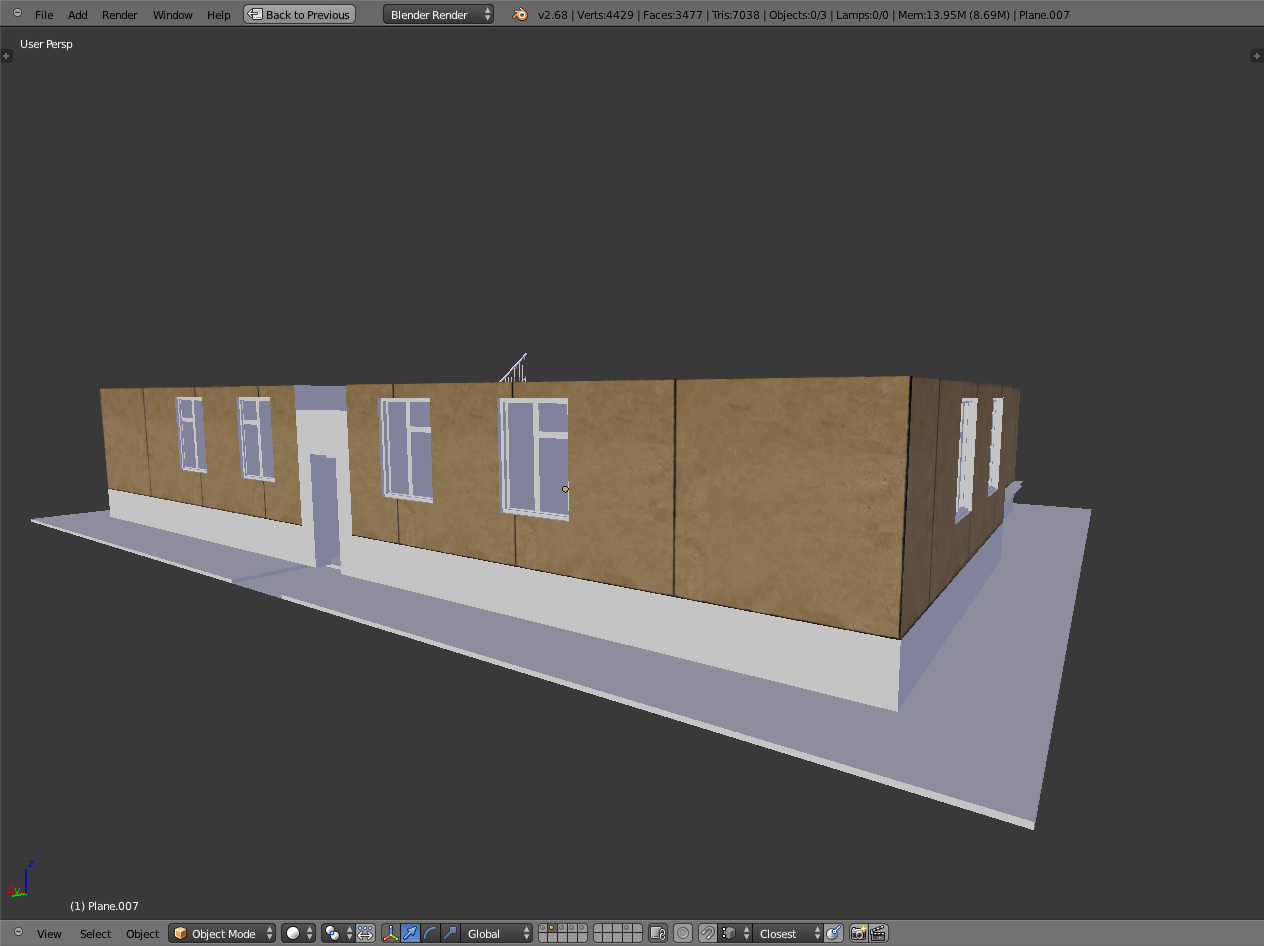 File Add Render Window Help Back to Previous Blender Render v2.68 | Verts:4429 | Faces:3477 | Tris:7038 | Objects:0/3 | Lamps:0/0 | Mem:13.95M (8.69M) | Plane.007
User Persp
z
y
(1) Plane.007
View Select Object Object Mode Global Closest